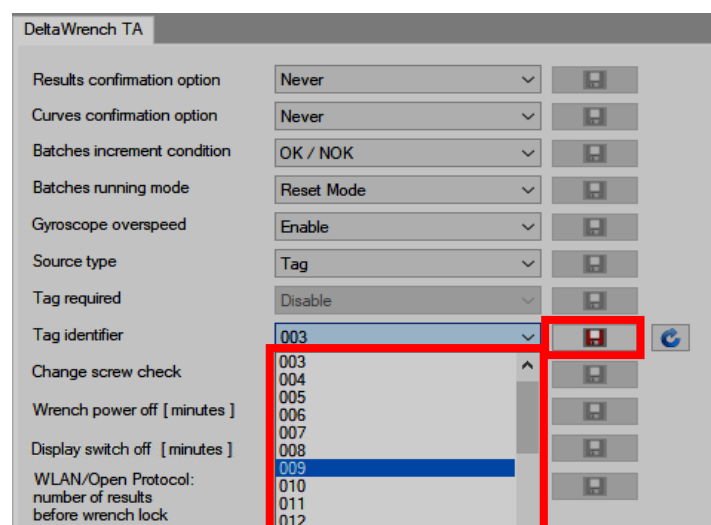 DeltaWrench TA
Results confirmation option Never
Curves confirmation option Never
Batches increment condition OK / NOK
Batches running mode Reset Mode
Gyroscope overspeed Enable
Source type Tag
Tag required Disable
Tag identifier 003
Change screw check
Wrench power off [ minutes ]
Display switch off [ minutes ]
WLAN/Open Protocol:
number of results
before wrench lock
003
004
005
006
007
008
009
010
011
012